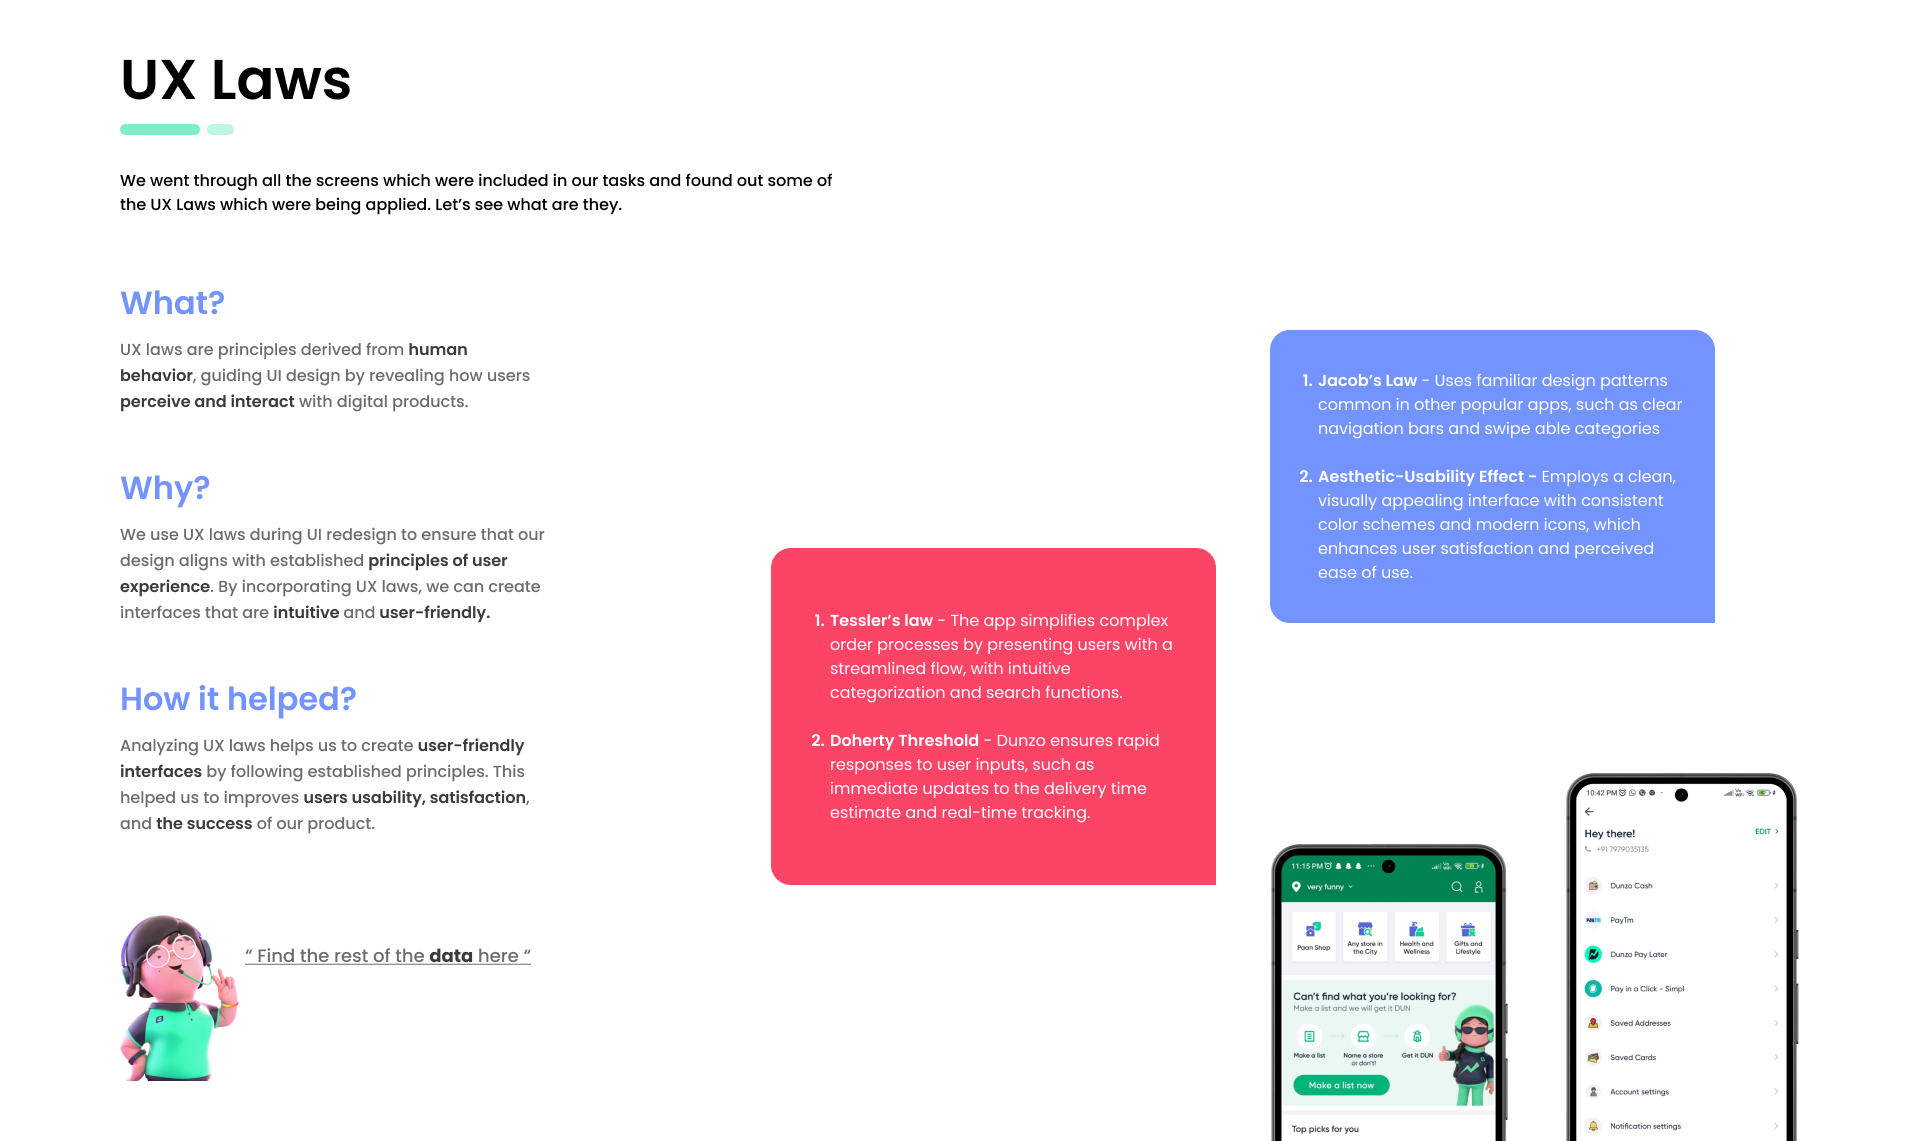 UX Laws
We went through all the screens which were included in our tasks and found out some of
the UX Laws which were being applied. Let's see what are they.
What?
UX laws are principles derived from human
behavior, guiding UI design by revealing how users
perceive and interact with digital products.
Why?
We use UX laws during UI redesign to ensure that our
design aligns with established principles of user
experience. By incorporating UX laws, we can create
interfaces that are intuitive and user-friendly.
How it helped?
Analyzing UX laws helps us to create user-friendly
interfaces by following established principles. This
helped us to improves users usability, satisfaction,
and the success of our product.
“ Find the rest of the data here “
1. Tessler's law - The app simplifies complex
order processes by presenting users with a
streamlined flow, with intuitive
categorization and search functions.
2. Doherty Threshold - Dunzo ensures rapid
responses to user inputs, such as
immediate updates to the delivery time
estimate and real-time tracking.
1. Jacob's Law - Uses familiar design patterns
common in other popular apps, such as clear
navigation bars and swipe able categories
2. Aesthetic-Usability Effect - Employs a clean,
visually appealing interface with consistent
color schemes and modern icons, which
enhances user satisfaction and perceived
ease of use.
11:15 PM
very funny
Paan Shop
Any store in
the City
Health and
Wellness
Gifts and
Lifestyle
Can't find what you're looking for?
Make a list and we will get it DUN
Make a list
Name a store
or don't!
Get it DUN
Make a list now
Top picks for you
10:42 PM
Hey there!
EDIT
+91 7979035135
Dunzo Cash
PayTm
Dunzo Pay Later
Pay in a Click - Simpl
Saved Addresses
Saved Cards
Account settings
Notification settings